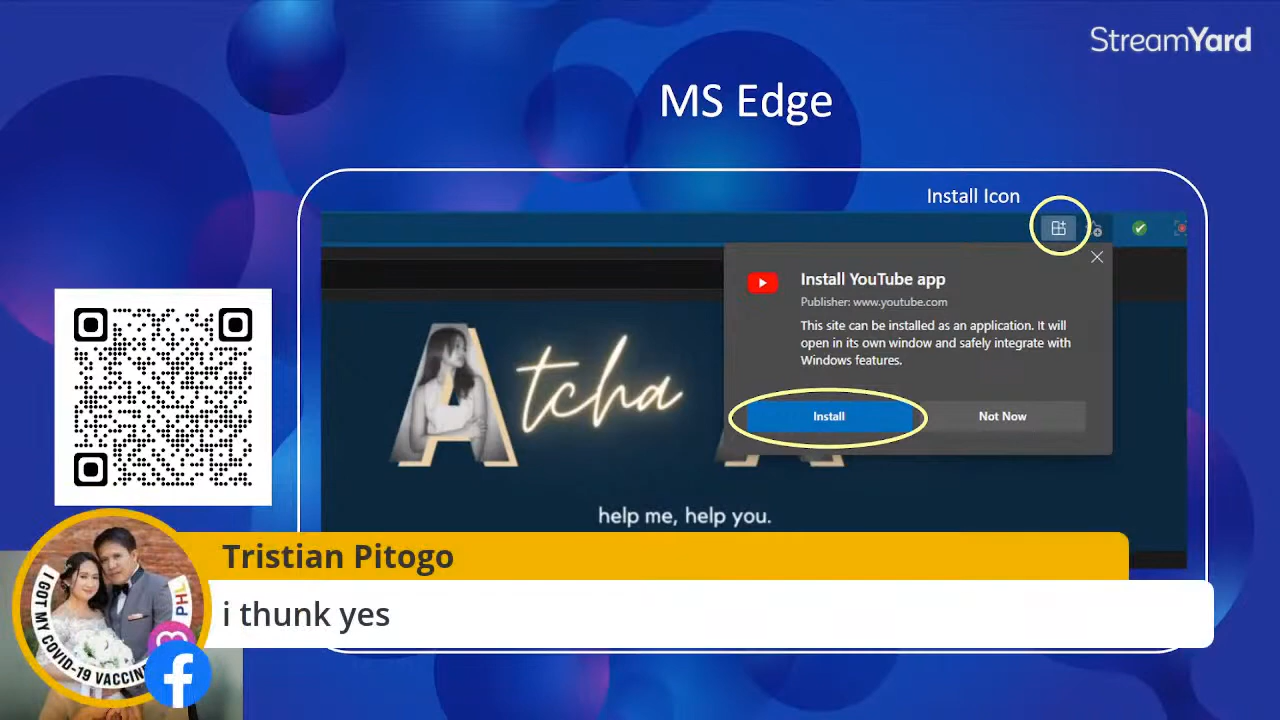 StreamYard
MS Edge
Install Icon
Install YouTube app
Publisher: www.youtube.com
This site can be installed as an application. It will
open in its own window and safely integrate with
Windows features.
Install
Not Now
Atcha
A
help me, help you.
Tristian Pitogo
i thunk yes
I GOT MY COVID-19 VACCINE
PHL